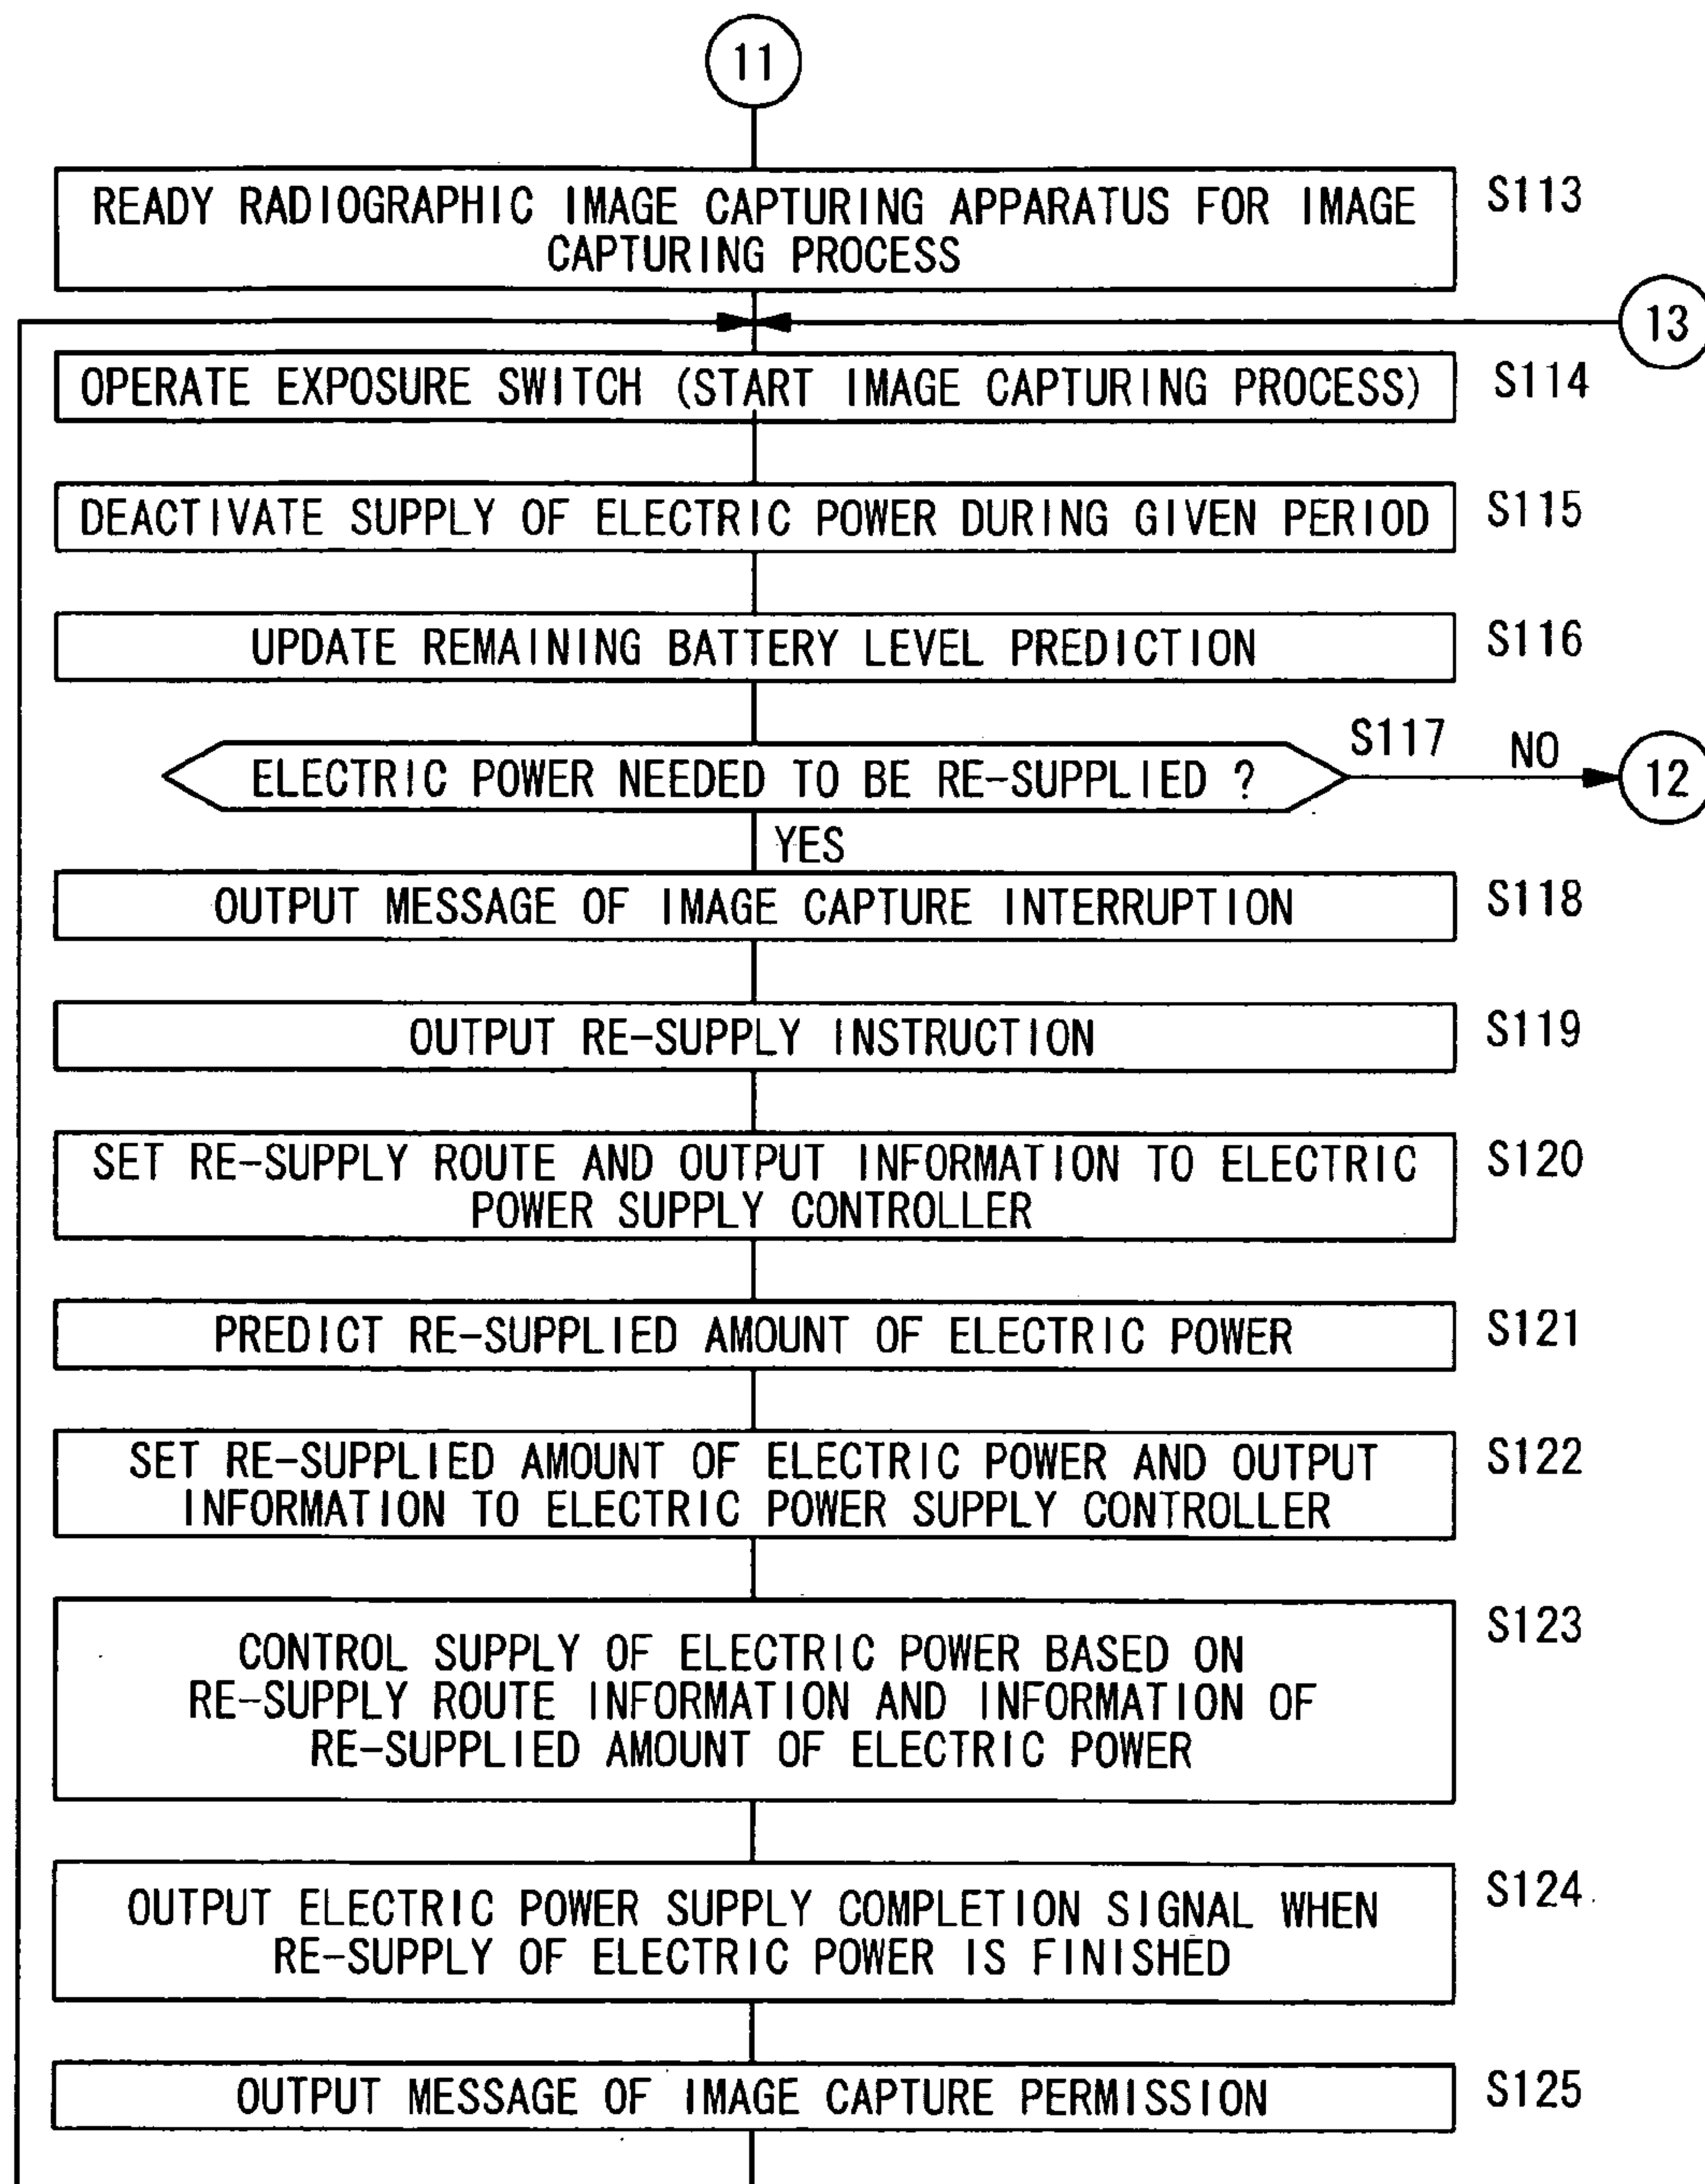 11
READY RADIOGRAPHIC IMAGE CAPTURING APPARATUS FOR IMAGE
CAPTURING PROCESS
S113
13
OPERATE EXPOSURE SWITCH (START IMAGE CAPTURING PROCESS)
S114
DEACTIVATE SUPPLY OF ELECTRIC POWER DURING GIVEN PERIOD
S115
UPDATE REMAINING BATTERY LEVEL PREDICTION
S116
ELECTRIC POWER NEEDED TO BE RE-SUPPLIED ?
S117
NO
12
YES
OUTPUT MESSAGE OF IMAGE CAPTURE INTERRUPTION
S118
OUTPUT RE-SUPPLY INSTRUCTION
S119
SET RE-SUPPLY ROUTE AND OUTPUT INFORMATION TO ELECTRIC
POWER SUPPLY CONTROLLER
S120
PREDICT RE-SUPPLIED AMOUNT OF ELECTRIC POWER
S121
SET RE-SUPPLIED AMOUNT OF ELECTRIC POWER AND OUTPUT
INFORMATION TO ELECTRIC POWER SUPPLY CONTROLLER
S122
CONTROL SUPPLY OF ELECTRIC POWER BASED ON
RE-SUPPLY ROUTE INFORMATION AND INFORMATION OF
RE-SUPPLIED AMOUNT OF ELECTRIC POWER
S123
OUTPUT ELECTRIC POWER SUPPLY COMPLETION SIGNAL WHEN
RE-SUPPLY OF ELECTRIC POWER IS FINISHED
S124
OUTPUT MESSAGE OF IMAGE CAPTURE PERMISSION
S125